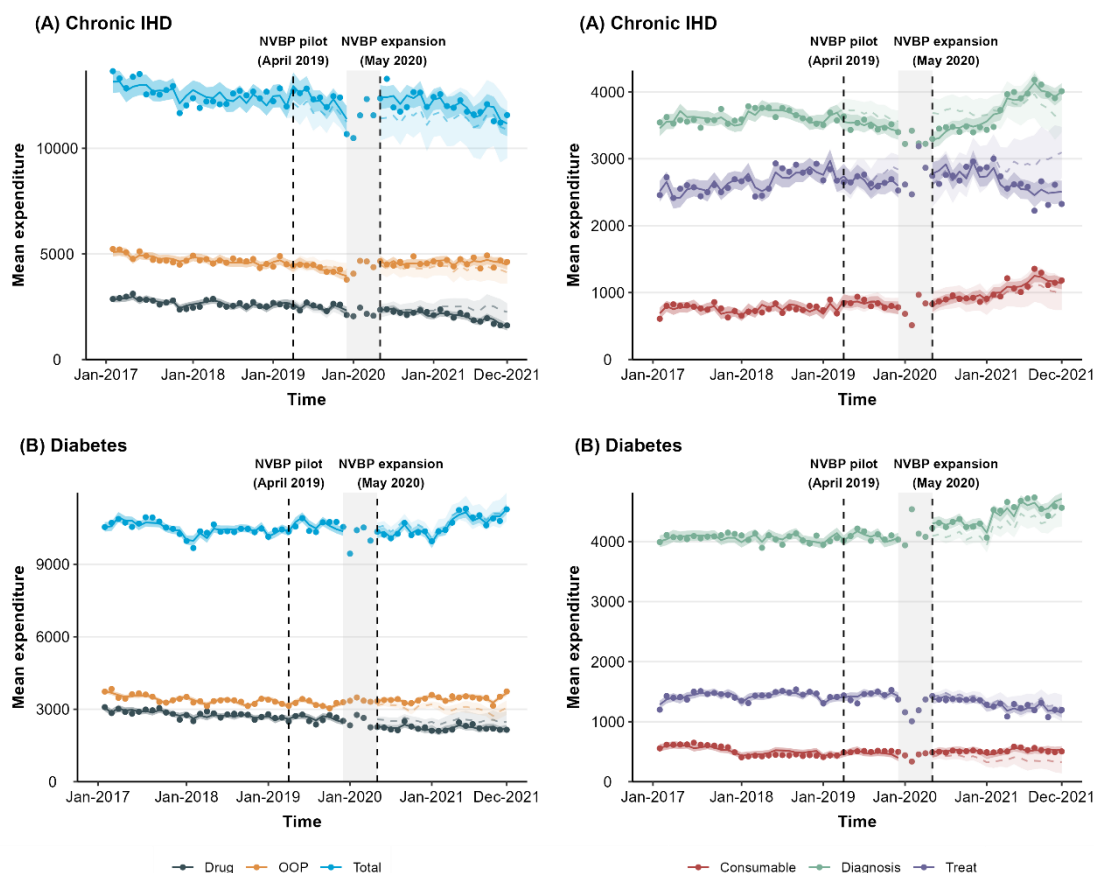 (A) Chronic IHD
NVBP pilot
(April 2019)
NVBP expansion
(May 2020)
Mean expenditure
10000
5000
0
Jan-2017
Jan-2018
Jan-2019
Jan-2020
Jan-2021
Dec-2021
Time
(A) Chronic IHD
NVBP pilot
(April 2019)
NVBP expansion
(May 2020)
Mean expenditure
4000
3000
2000
1000
0
Jan-2017
Jan-2018
Jan-2019
Jan-2020
Jan-2021
Dec-2021
Time
(B) Diabetes
NVBP pilot
(April 2019)
NVBP expansion
(May 2020)
Mean expenditure
9000
6000
3000
0
Jan-2017
Jan-2018
Jan-2019
Jan-2020
Jan-2021
Dec-2021
Time
Drug
OOP
Total
(B) Diabetes
NVBP pilot
(April 2019)
NVBP expansion
(May 2020)
Mean expenditure
4000
3000
2000
1000
0
Jan-2017
Jan-2018
Jan-2019
Jan-2020
Jan-2021
Dec-2021
Time
Consumable
Diagnosis
Treat